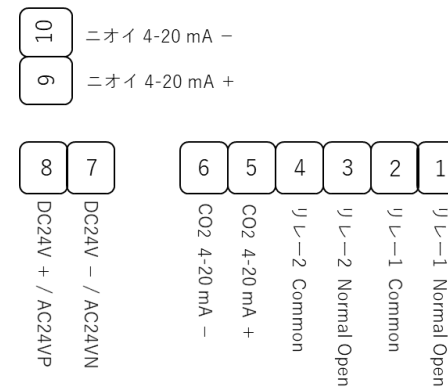 10 ニオイ 4-20 mA −
9 ニオイ 4-20 mA +
8 7 6 5 4 3 2 1
DC24V + / AC24VP
DC24V − / AC24VN
CO2 4-20 mA −
CO2 4-20 mA +
リレー2 Common
リレー2 Normal Open
リレー1 Common
リレー1 Normal Open